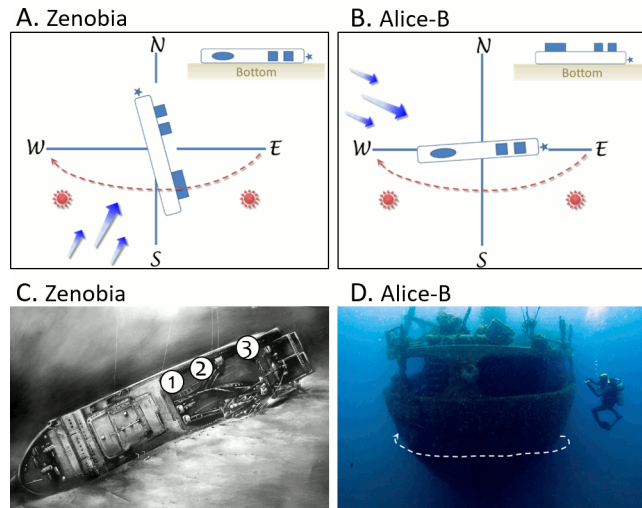 A. Zenobia
N
Bottom
W
E
S
B. Alice-B
N
Bottom
W
E
S
C. Zenobia
1
2
3
D. Alice-B